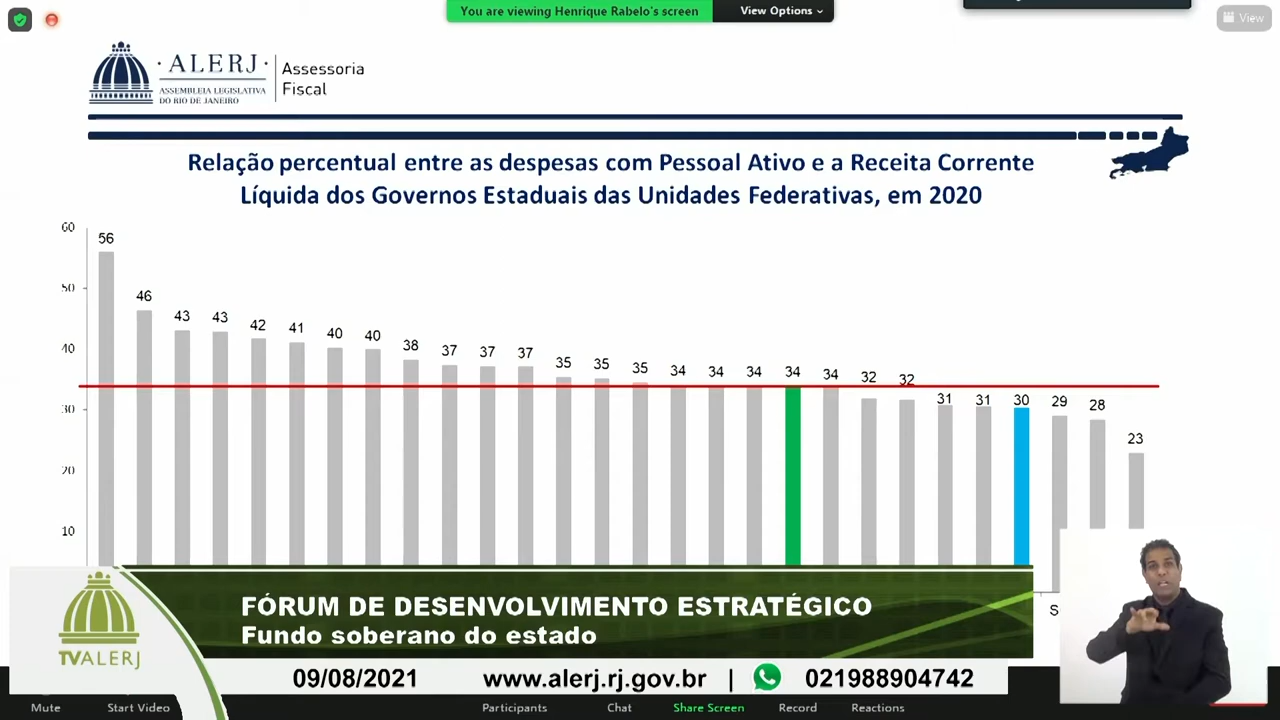 You are viewing Henrique Rabelo's screen
View Options
View
· ALERJ ·
ASSEMBLEIA LEGISLATIVA
DO RIO DE JANEIRO
Assessoria
Fiscal
Relação percentual entre as despesas com Pessoal Ativo e a Receita Corrente
Líquida dos Governos Estaduais das Unidades Federativas, em 2020
60
50
40
30
20
10
56
46
43
43
42
41
40
40
38
37
37
37
35
35
35
34
34
34
34
34
32
32
31
31
30
29
28
23
S
TVALERJ
FÓRUM DE DESENVOLVIMENTO ESTRATÉGICO
Fundo soberano do estado
09/08/2021 www.alerj.rj.gov.br | 021988904742
Mute
Start Video
Participants
Chat
Share Screen
Record
Reactions